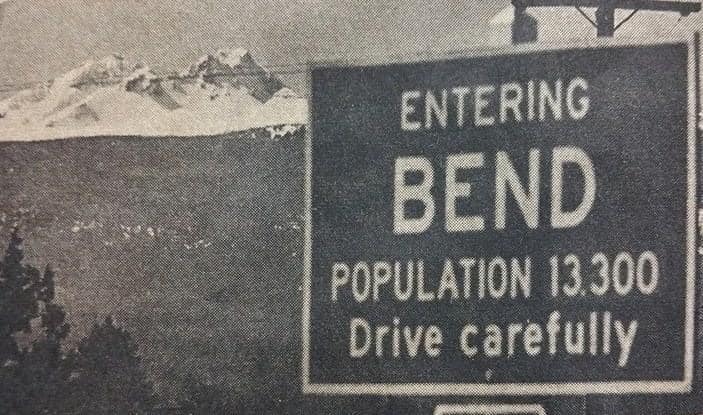 ENTERING
BEND
POPULATION 13.300
Drive carefully